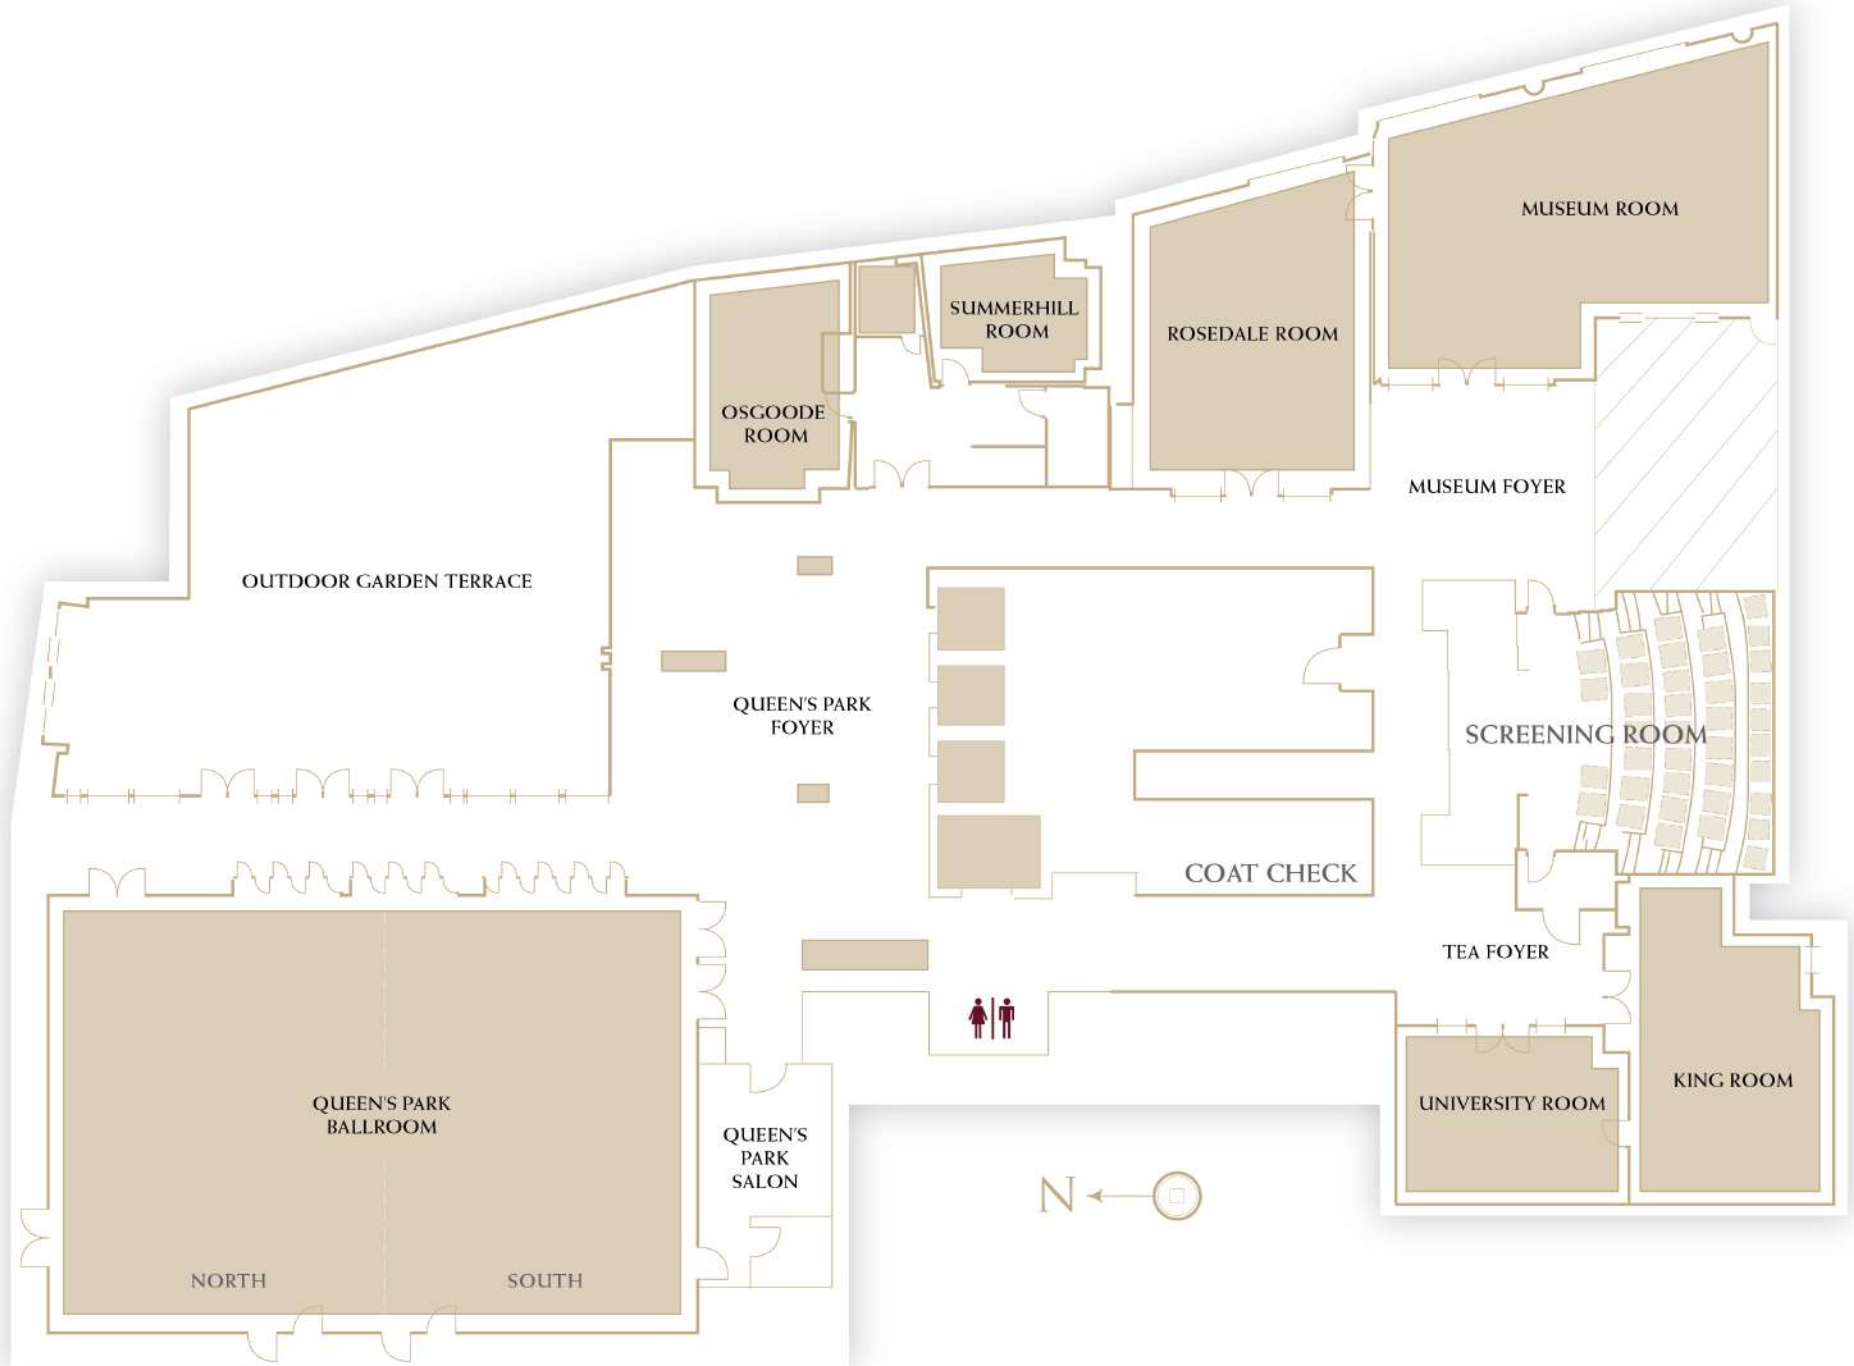 MUSEUM ROOM
SUMMERHILL
ROOM
ROSEDALE ROOM
OSGOODE
ROOM
MUSEUM FOYER
OUTDOOR GARDEN TERRACE
QUEEN'S PARK
FOYER
SCREENING ROOM
COAT CHECK
TEA FOYER
KING ROOM
UNIVERSITY ROOM
QUEEN'S PARK
BALLROOM
QUEEN'S
PARK
SALON
N
NORTH
SOUTH